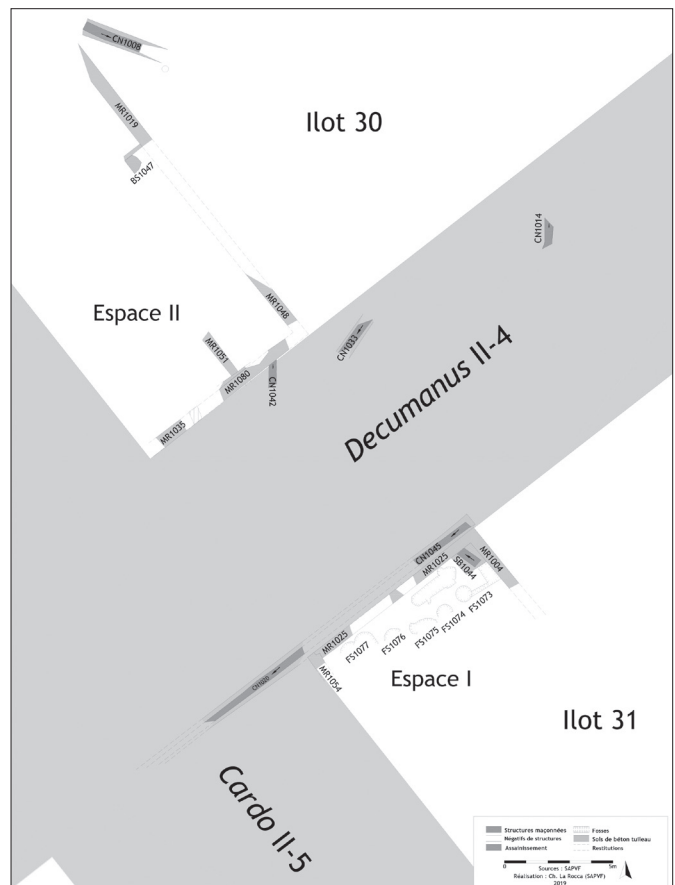 CN1008
MR1019
Ilot 30
BS1047
CN1014
Espace II
MR1048
CN1033
MR1051
MR1080
CN1042
Decumanus II-4
MR1035
CN1045
MR1025
SB1044
MR1004
FS1073
FS1074
FS1075
FS1076
FS1077
MR1025
MR1054
Espace I
Ilot 31
Cardo II-5
Structures maçonnées
Négatifs de structures
Assainissement
Fosses
Sols de béton tuileau
Restitutions
0 5m
Sources : SAPVF
Réalisation : Ch. La Rocca (SAPVF)
2019